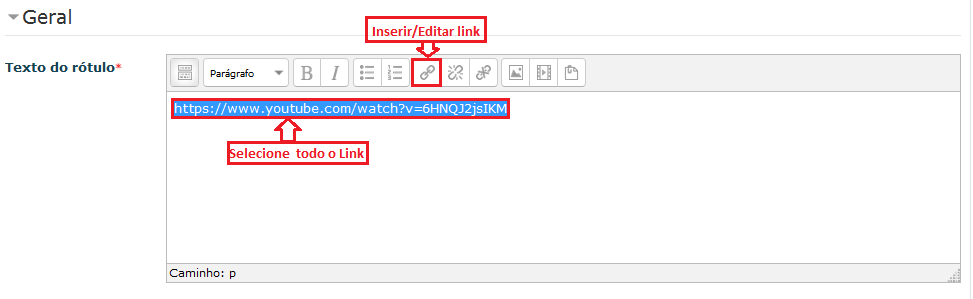 Geral
Inserir/Editar link
Texto do rótulo*
Parágrafo
B I
https://www.youtube.com/watch?v=6HNQJ2jsIKM
Selecione todo o Link
Caminho: p